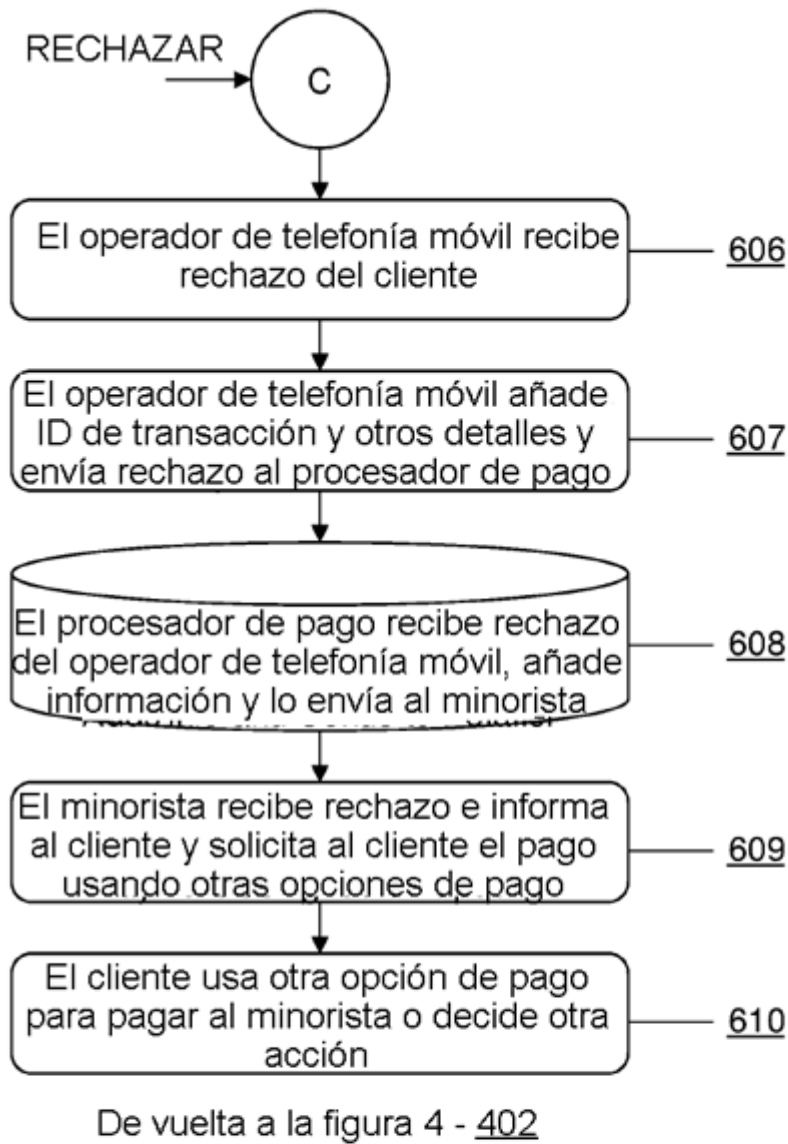 RECHAZAR
C
El operador de telefonía móvil recibe
rechazo del cliente
606
El operador de telefonía móvil añade
ID de transacción y otros detalles y
envía rechazo al procesador de pago
607
El procesador de pago recibe rechazo
del operador de telefonía móvil, añade
información y lo envía al minorista
608
El minorista recibe rechazo e informa
al cliente y solicita al cliente el pago
usando otras opciones de pago
609
El cliente usa otra opción de pago
para pagar al minorista o decide otra
acción
610
De vuelta a la figura 4 - 402